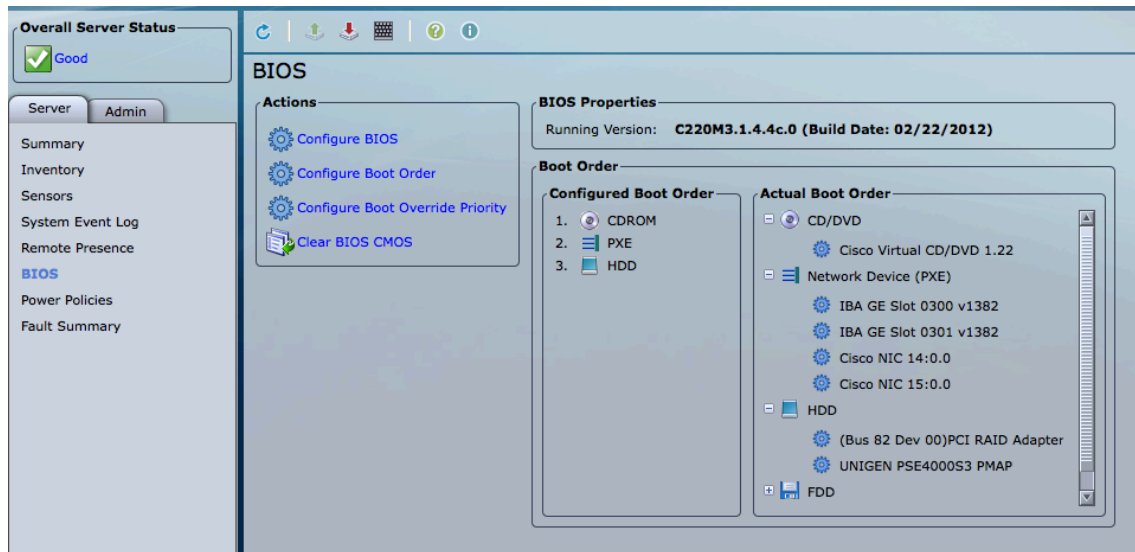 Overall Server Status
Good
Server Admin
Summary
Inventory
Sensors
System Event Log
Remote Presence
BIOS
Power Policies
Fault Summary
BIOS
Actions
Configure BIOS
Configure Boot Order
Configure Boot Override Priority
Clear BIOS CMOS
BIOS Properties
Running Version: C220M3.1.4.4c.0 (Build Date: 02/22/2012)
Boot Order
Configured Boot Order
1. CDROM
2. PXE
3. HDD
Actual Boot Order
CD/DVD
Cisco Virtual CD/DVD 1.22
Network Device (PXE)
IBA GE Slot 0300 v1382
IBA GE Slot 0301 v1382
Cisco NIC 14:0.0
Cisco NIC 15:0.0
HDD
(Bus 82 Dev 00)PCI RAID Adapter
UNIGEN PSE4000S3 PMAP
FDD